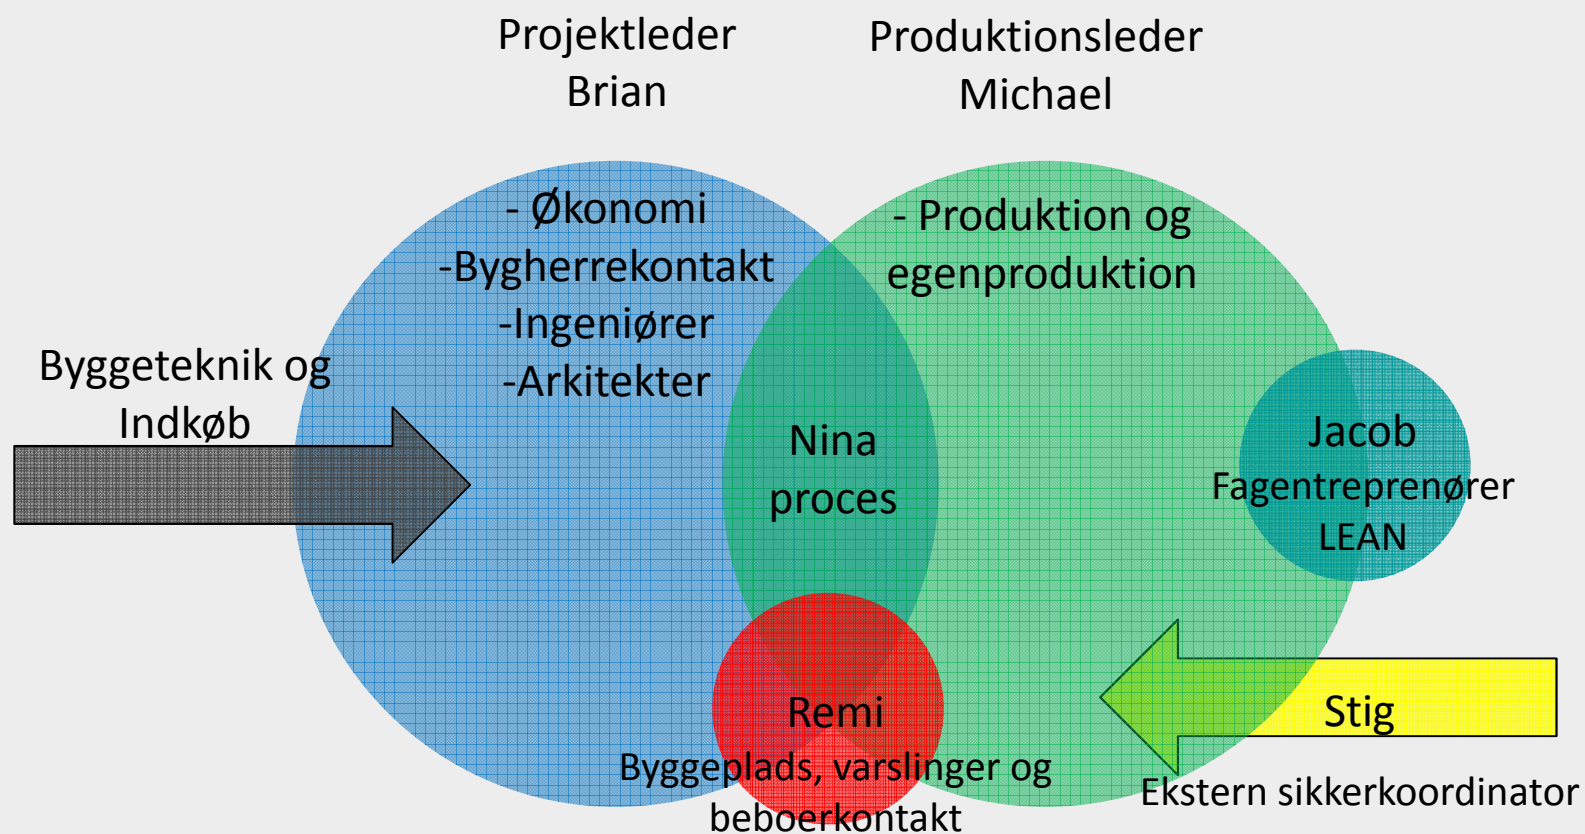 Projektleder
Brian
Produktionsleder
Michael
- Økonomi
-Bygherrekontakt
-Ingeniører
-Arkitekter
- Produktion og
egenproduktion
Byggeteknik og
Indkøb
Nina
proces
Jacob
Fagentreprenører
LEAN
Remi
Byggeplads, varslinger og
beboerkontakt
Stig
Ekstern sikkerkoordinator